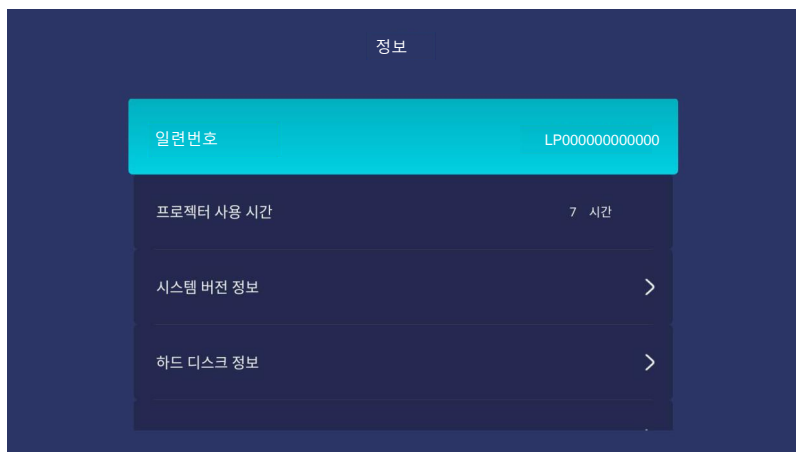 정보
일련번호 LP000000000000
프로젝터 사용 시간 7 시간
시스템 버전 정보
하드 디스크 정보